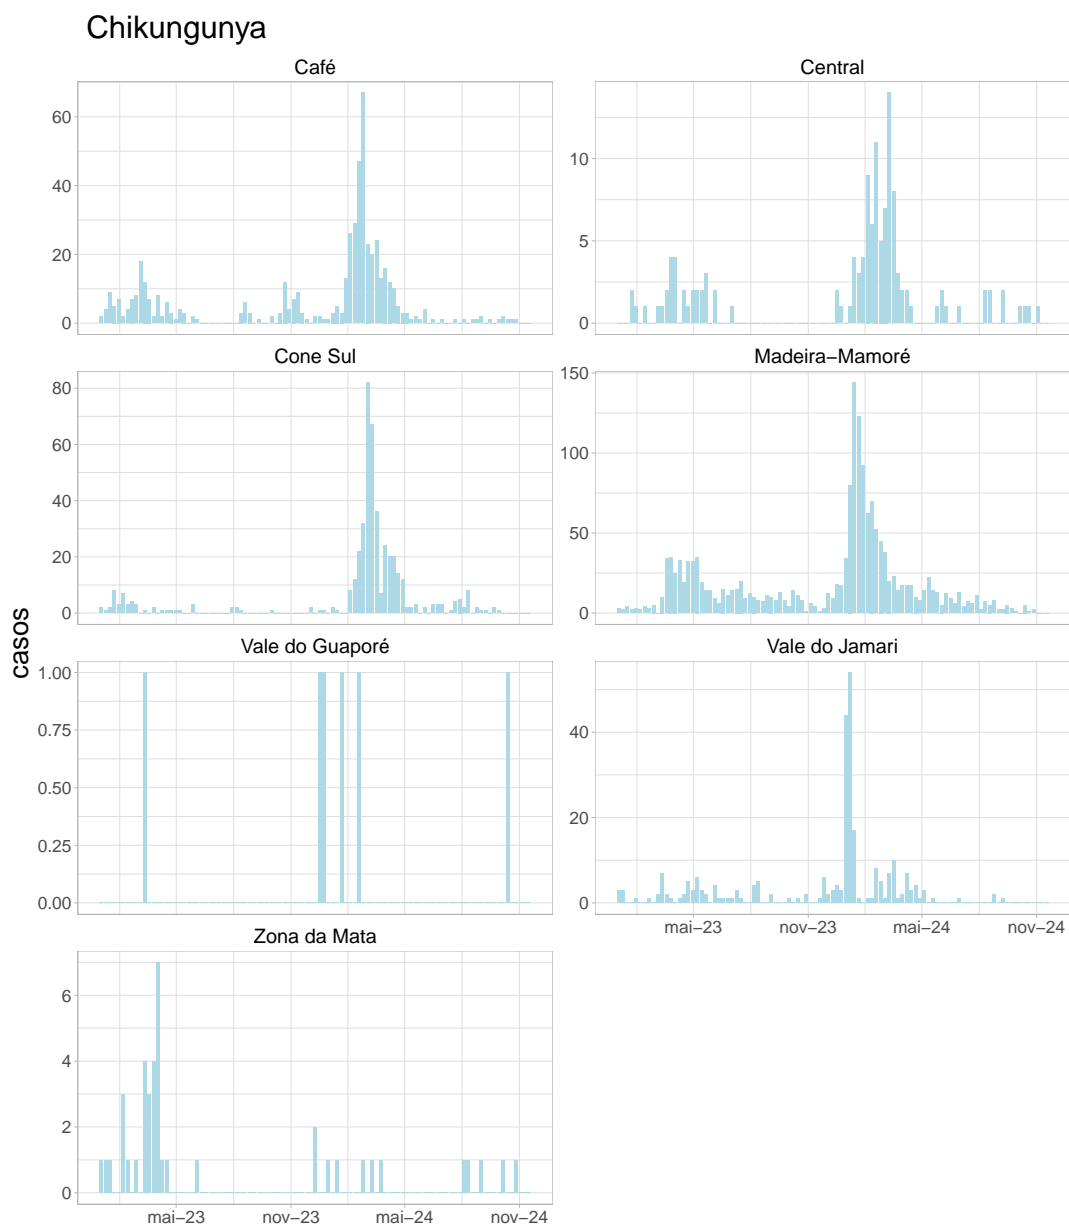 Chikungunya
Café
Central
60
40
20
0
10
5
0
Cone Sul
Madeira−Mamoré
80
60
40
20
0
150
100
50
0
casos
Vale do Guaporé
Vale do Jamari
1.00
0.75
0.50
0.25
0.00
40
20
0
mai−23 nov−23 mai−24 nov−24
Zona da Mata
6
4
2
0
mai−23 nov−23 mai−24 nov−24